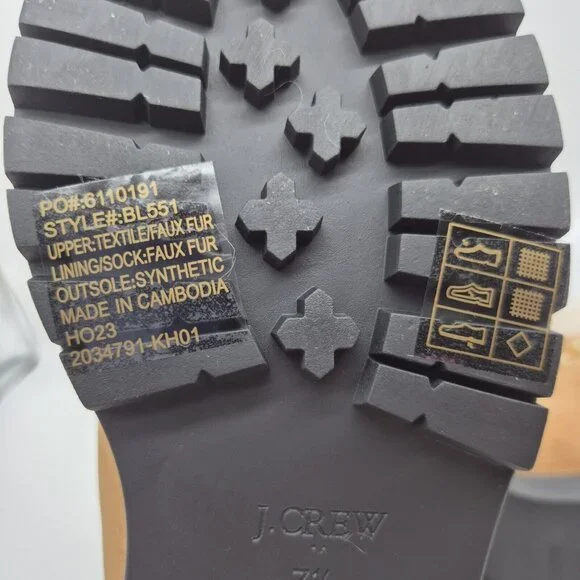 PO#:6110191
STYLE#:BL551
UPPER:TEXTILE/FAUX FUR
LINING/SOCK:FAUX FUR
OUTSOLE:SYNTHETIC
MADE IN CAMBODIA
HO23
2034791-KH01
J.CREW